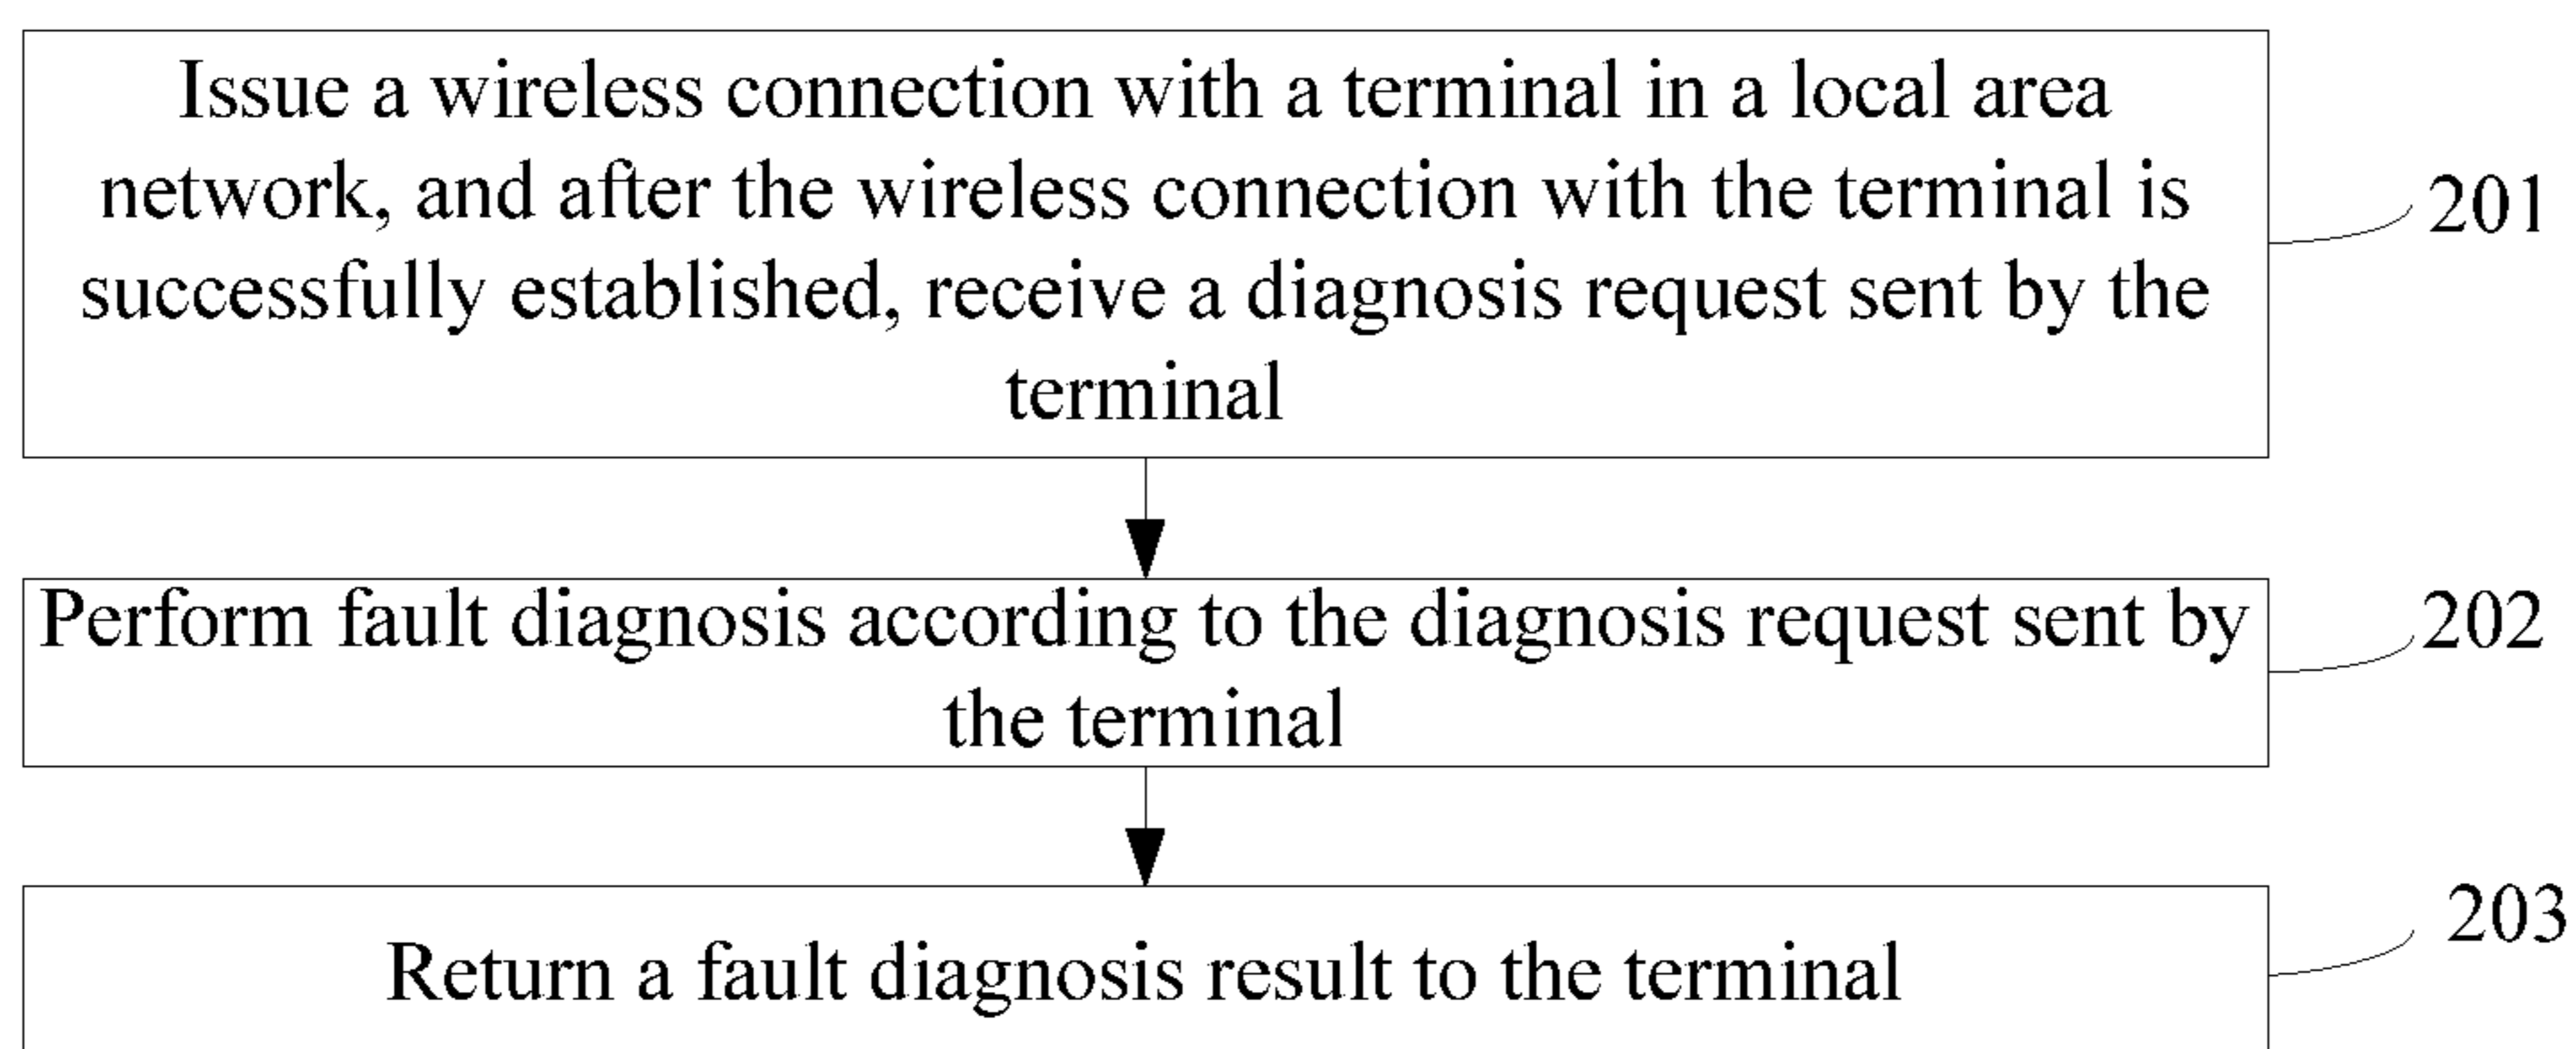 Issue a wireless connection with a terminal in a local area
network, and after the wireless connection with the terminal is
successfully established, receive a diagnosis request sent by the
terminal
201
Perform fault diagnosis according to the diagnosis request sent by
the terminal
202
Return a fault diagnosis result to the terminal
203